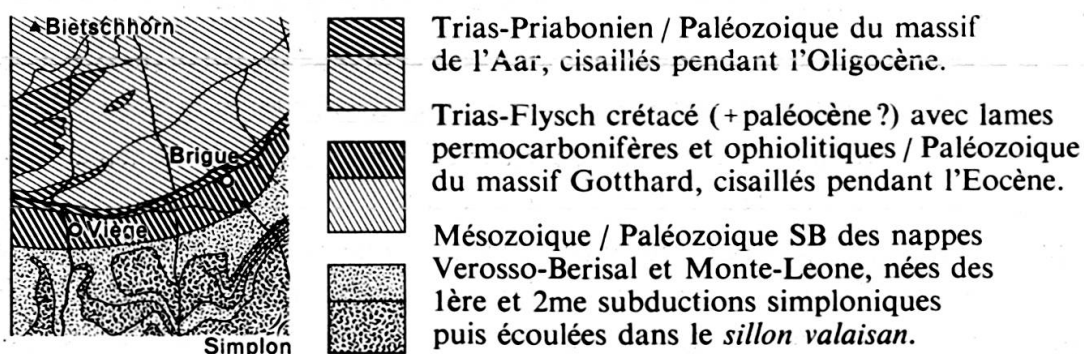 ▲Bietschhorn
Brigue
Viège
Simplon
Trias-Priabonien / Paléozoique du massif
de l'Aar, cisaillés pendant l'Oligocène.
Trias-Flysch crétacé (+paléocène ?) avec lames
permocarbonifères et ophiolitiques / Paléozoique
du massif Gotthard, cisaillés pendant l'Eocène.
Mésozoique / Paléozoique SB des nappes
Verosso-Berisal et Monte-Leone, nées des
1ère et 2me subductions simploniques
puis écoulées dans le sillon valaisan.